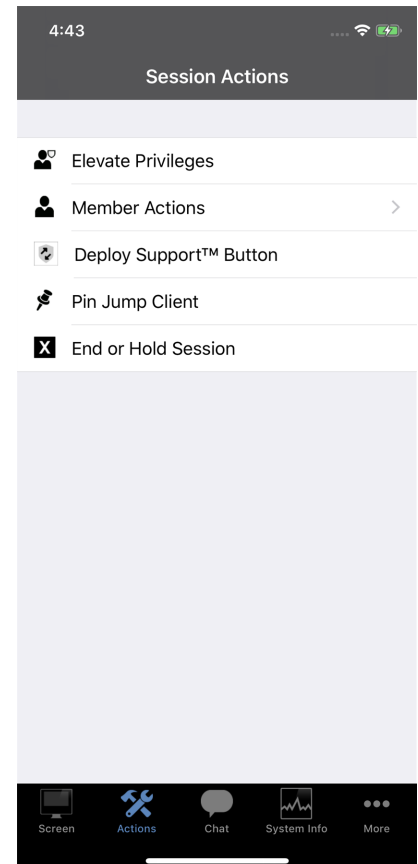 4:43
Session Actions
Elevate Privileges
Member Actions
Deploy Support™ Button
Pin Jump Client
X End or Hold Session
Screen Actions Chat System Info More